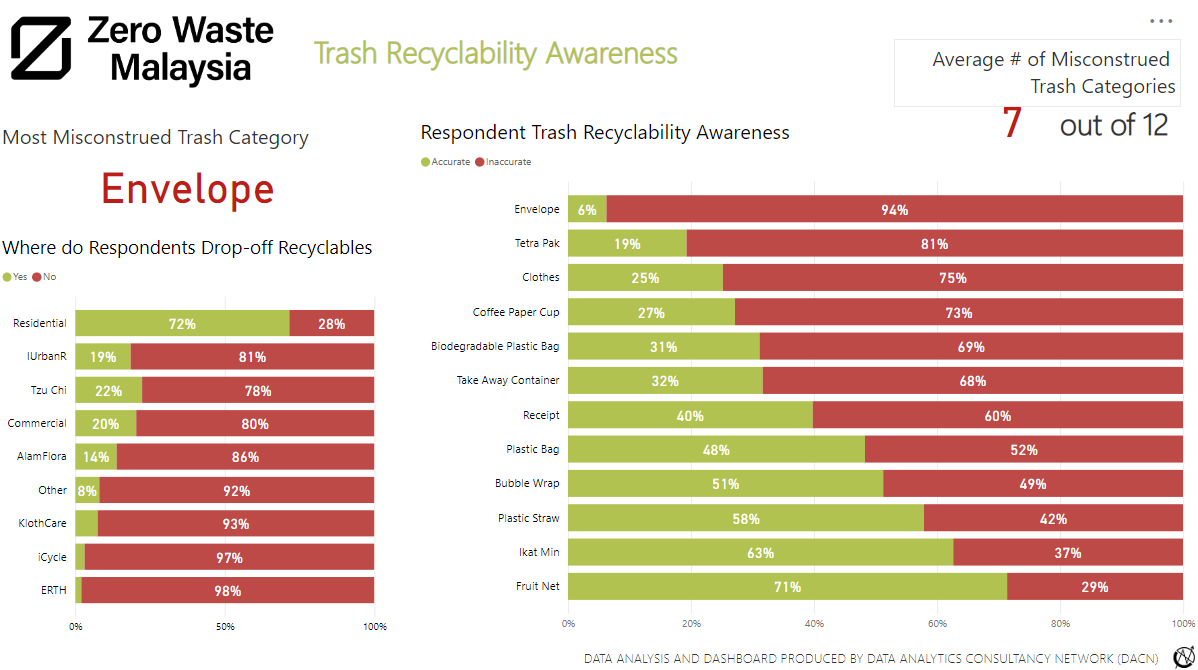 Zero Waste
Malaysia
Trash Recyclability Awareness
Average # of Misconstrued
Trash Categories
7 out of 12
Most Misconstrued Trash Category
Envelope
Where do Respondents Drop-off Recyclables
Yes No
Residential 72% 28%
IUrbanR 19% 81%
Tzu Chi 22% 78%
Commercial 20% 80%
AlamFlora 14% 86%
Other 8% 92%
KlothCare 93%
iCycle 97%
ERTH 98%
0% 50% 100%
Respondent Trash Recyclability Awareness
Accurate Inaccurate
Envelope 6% 94%
Tetra Pak 19% 81%
Clothes 25% 75%
Coffee Paper Cup 27% 73%
Biodegradable Plastic Bag 31% 69%
Take Away Container 32% 68%
Receipt 40% 60%
Plastic Bag 48% 52%
Bubble Wrap 51% 49%
Plastic Straw 58% 42%
Ikat Min 63% 37%
Fruit Net 71% 29%
0% 20% 40% 60% 80% 100%
DATA ANALYSIS AND DASHBOARD PRODUCED BY DATA ANALYTICS CONSULTANCY NETWORK (DACN)